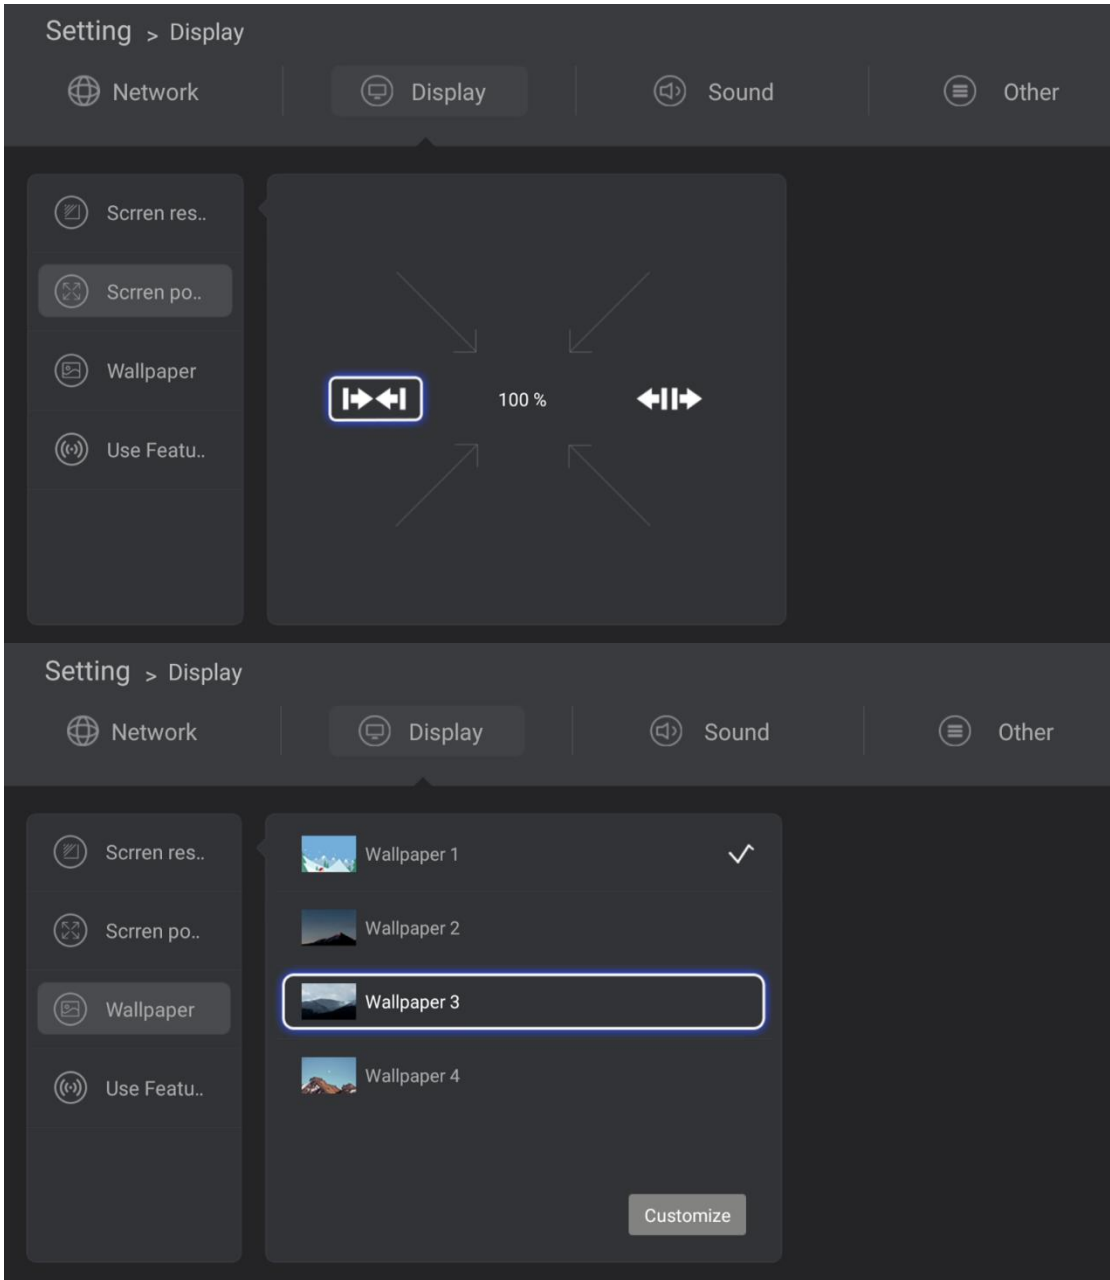 Setting > Display
Network
Display
Sound
Other
Scrren res..
Scrren po..
Wallpaper
Use Featu..
100 %
Setting > Display
Network
Display
Sound
Other
Scrren res..
Scrren po..
Wallpaper
Use Featu..
Wallpaper 1
Wallpaper 2
Wallpaper 3
Wallpaper 4
Customize